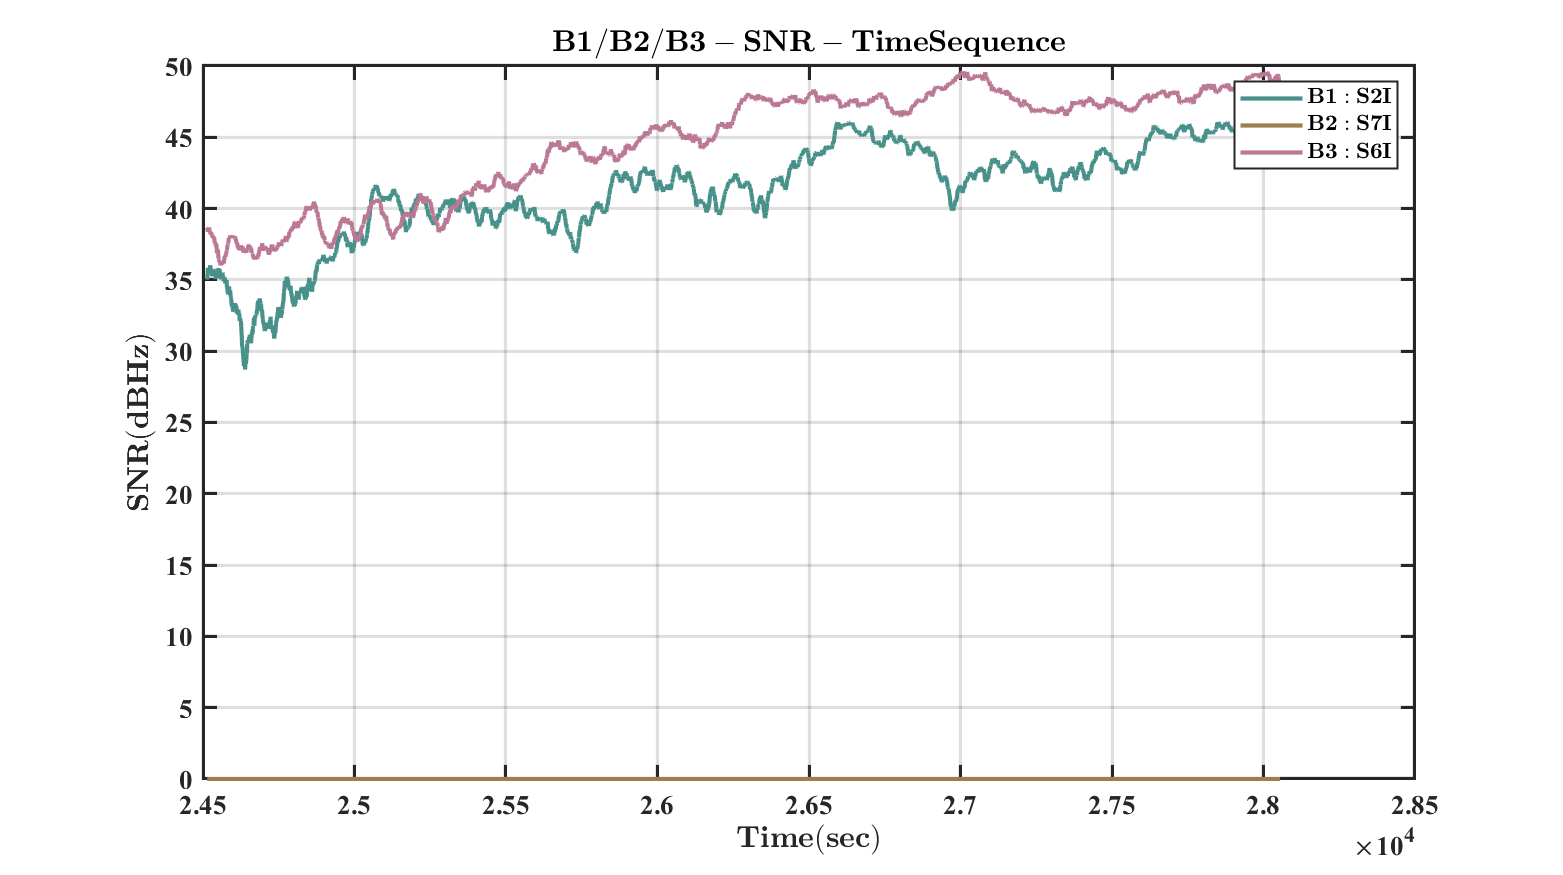 B1/B2/B3 – SNR – TimeSequence
50
45
40
35
30
25
20
15
10
5
0
SNR(dBHz)
B1 : S2I
B2 : S7I
B3 : S6I
2.45 2.5 2.55 2.6 2.65 2.7 2.75 2.8 2.85
Time(sec)
×10⁴